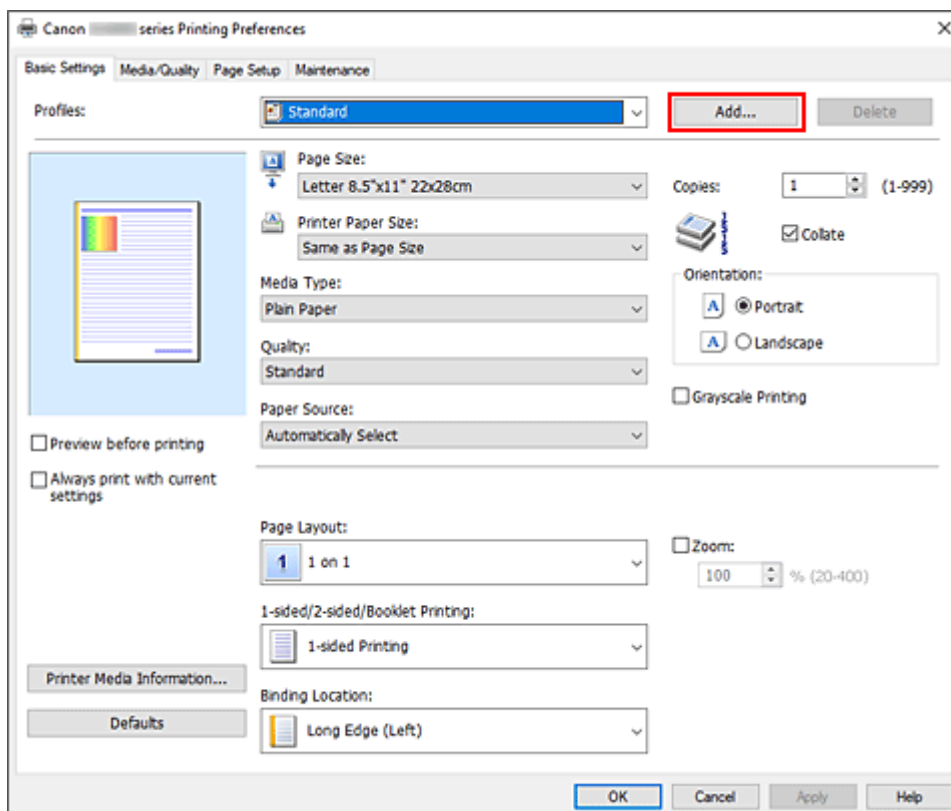 Canon series Printing Preferences
Basic Settings Media/Quality Page Setup Maintenance
Profiles: Standard Add... Delete
Page Size:
Letter 8.5"x11" 22x28cm
Printer Paper Size:
Same as Page Size
Media Type:
Plain Paper
Quality:
Standard
Paper Source:
Automatically Select
Copies: 1 (1-999)
Collate
Orientation:
A Portrait
A Landscape
Grayscale Printing
Preview before printing
Always print with current
settings
Page Layout:
1 1 on 1
Zoom:
100 % (20-400)
1-sided/2-sided/Booklet Printing:
1-sided Printing
Printer Media Information...
Defaults
Binding Location:
Long Edge (Left)
OK Cancel Apply Help